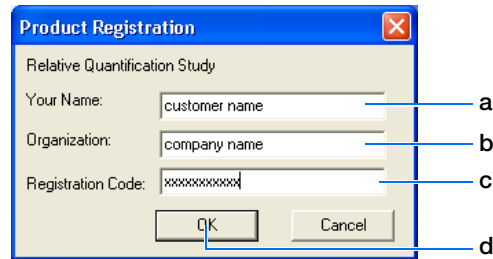 Product Registration
Relative Quantification Study
Your Name: customer name a
Organization: company name b
Registration Code: xxxxxxxxxxx c
OK Cancel
d